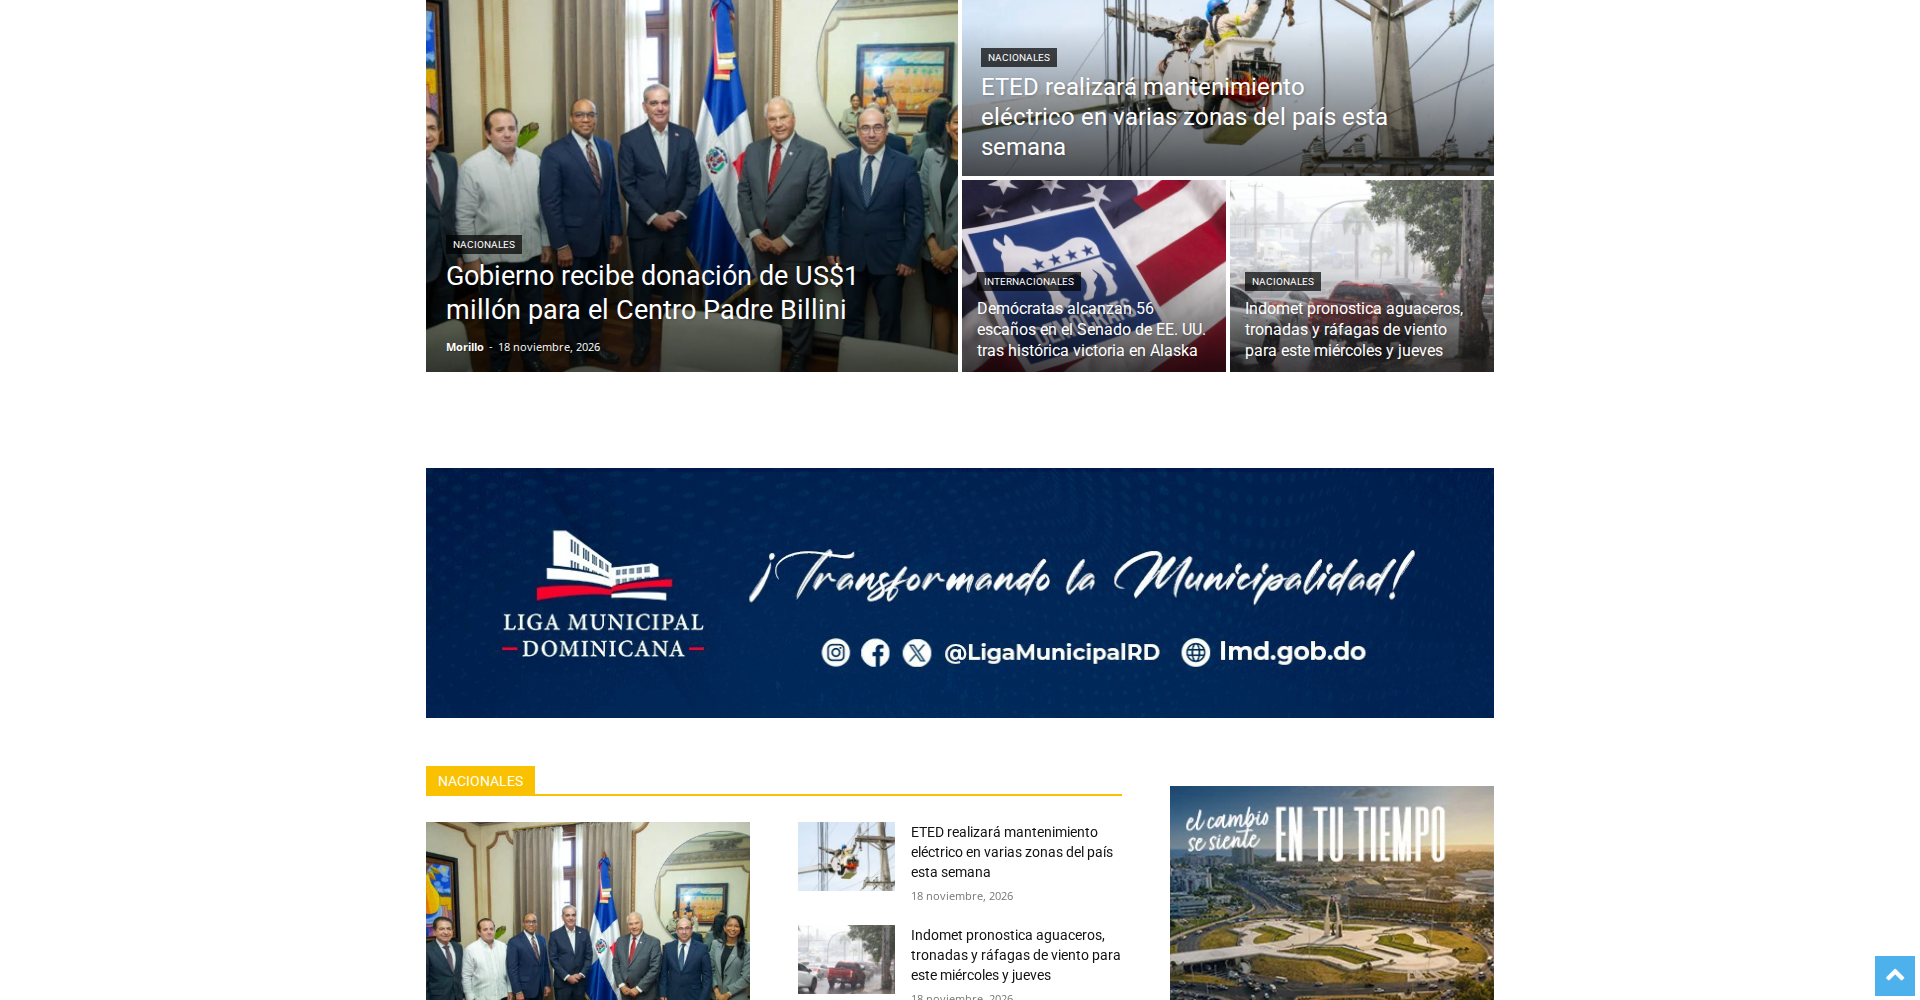 NACIONALES
Gobierno recibe donación de US$1
millón para el Centro Padre Billini
Morillo - 18 noviembre, 2026
NACIONALES
ETED realizará mantenimiento
eléctrico en varias zonas del país esta
semana
INTERNACIONALES
Demócratas alcanzan 56
escaños en el Senado de EE. UU.
tras histórica victoria en Alaska
DEMOCRATS
NACIONALES
Indomet pronostica aguaceros,
tronadas y ráfagas de viento
para este miércoles y jueves
LIGA MUNICIPAL
DOMINICANA
¡Transformando la Municipalidad!
@LigaMunicipalRD lmd.gob.do
NACIONALES
ETED realizará mantenimiento
eléctrico en varias zonas del país
esta semana
18 noviembre, 2026
Indomet pronostica aguaceros,
tronadas y ráfagas de viento para
este miércoles y jueves
18 noviembre, 2026
el cambio
se siente
EN TU TIEMPO